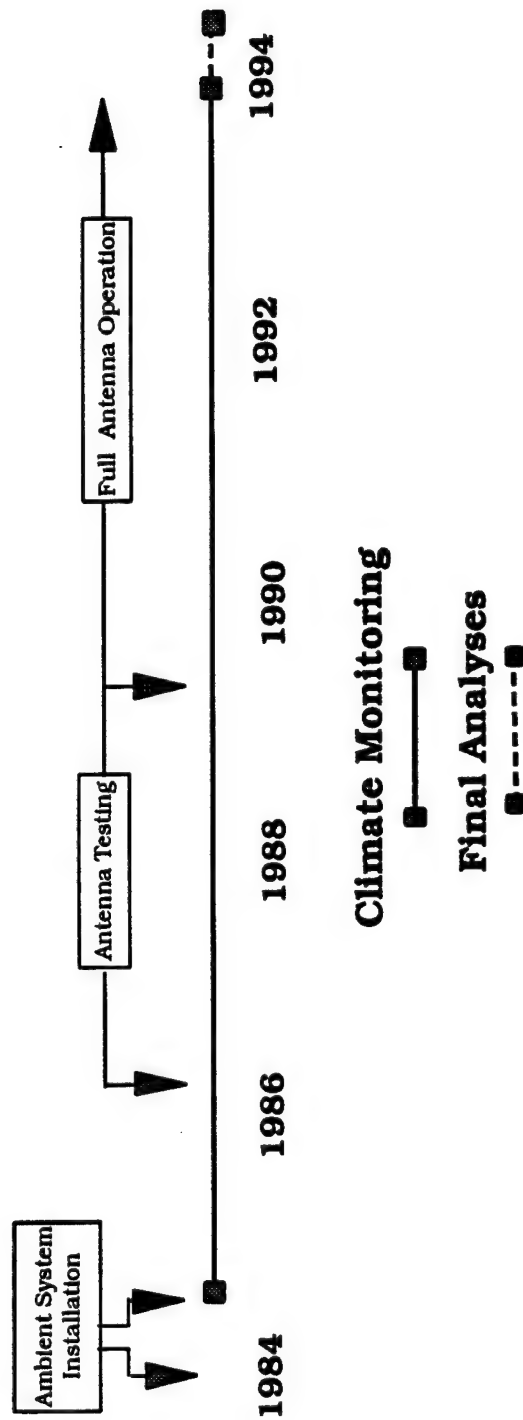 Ambient System
Installation
Antenna Testing
Full Antenna Operation
1984
1986
1988
1990
1992
1994
Climate Monitoring
Final Analyses